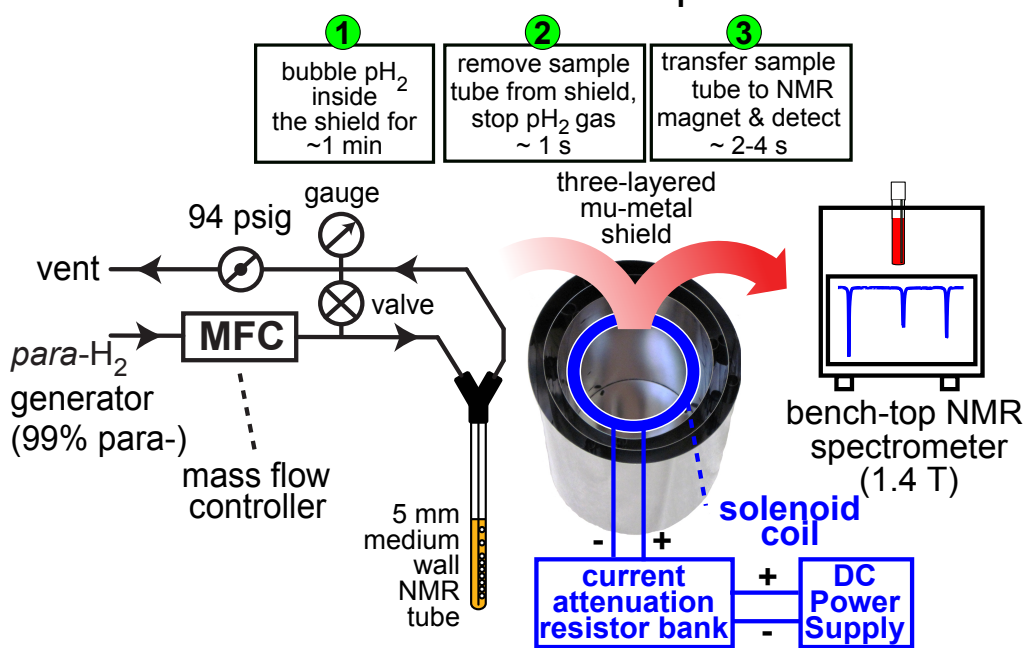 1
bubble pH2
inside
the shield for
~1 min
2
remove sample
tube from shield,
stop pH2 gas
~ 1 s
3
transfer sample
tube to NMR
magnet & detect
~ 2-4 s
gauge
94 psig
vent
valve
MFC
para-H2
generator
(99% para-)
mass flow
controller
5 mm
medium
wall
NMR
tube
three-layered
mu-metal
shield
bench-top NMR
spectrometer
(1.4 T)
solenoid
coil
- +
current
attenuation
resistor bank
+
-
DC
Power
Supply